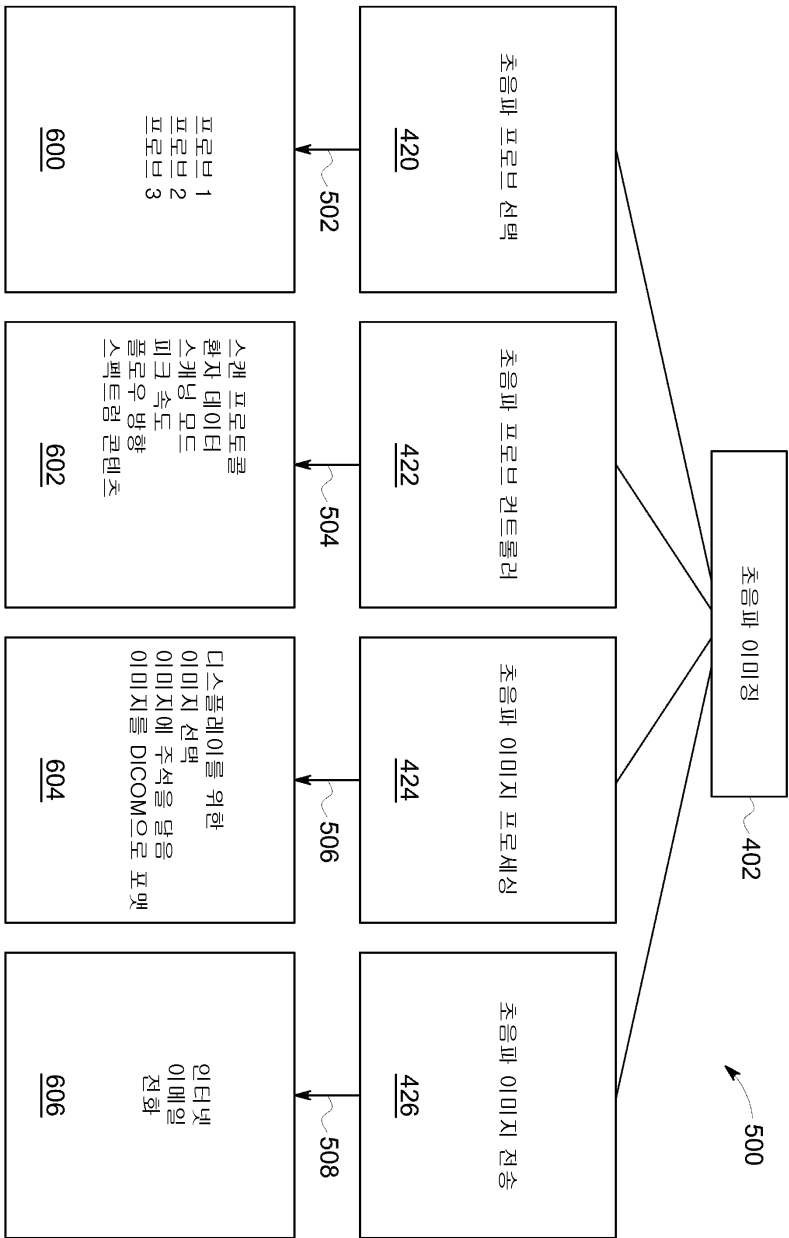 500
초음파 이미징
402
초음파 프로브 선택
420
초음파 프로브 컨트롤러
422
초음파 이미지 프로세싱
424
초음파 이미지 전송
426
502
504
506
508
프로브 1
프로브 2
프로브 3
600
스캔 프로토콜
환자 데이터
스캐닝 모드
피크 속도
플로우 방향
스펙트럼 콘텐츠
602
디스플레이를 위한
이미지 선택
이미지에 주석을 달음
이미지를 DICOM으로 포맷
604
인터넷
이메일
전화
606